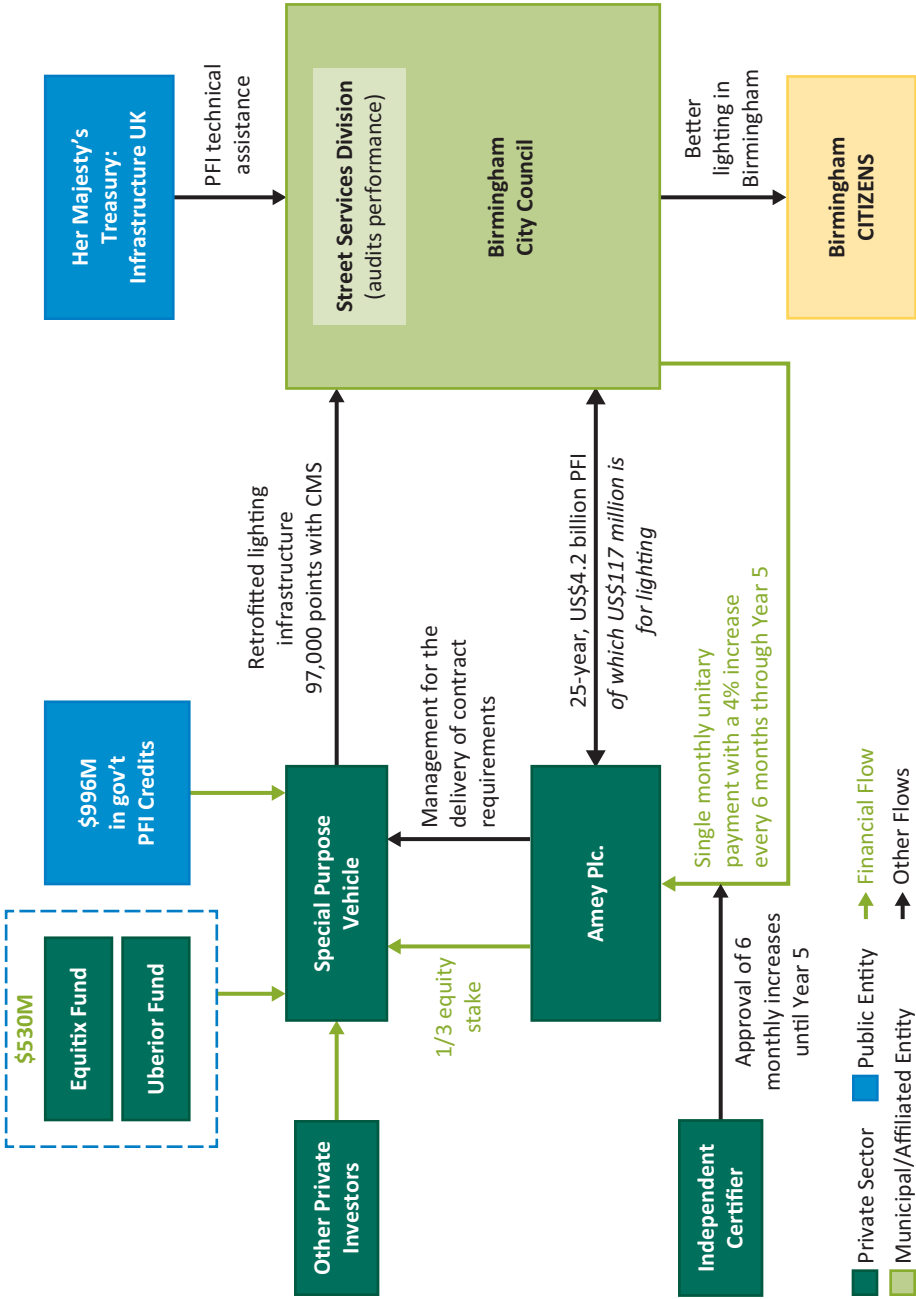 $530M
Equitix Fund
Uberior Fund
$996M
in gov't
PFI Credits
Her Majesty's
Treasury:
Infrastructure UK
PFI technical
assistance
Other Private
Investors
Special Purpose
Vehicle
Retrofitted lighting
infrastructure
97,000 points with CMS
Street Services Division
(audits performance)
Birmingham
City Council
1/3 equity
stake
Management for the
delivery of contract
requirements
Amey Plc.
25-year, US$4.2 billion PFI
of which US$117 million is
for lighting
Better
lighting in
Birmingham
Independent
Certifier
Approval of 6
monthly increases
until Year 5
Single monthly unitary
payment with a 4% increase
every 6 months through Year 5
Birmingham
CITIZENS
Private Sector
Public Entity
Financial Flow
Municipal/Affiliated Entity
Other Flows